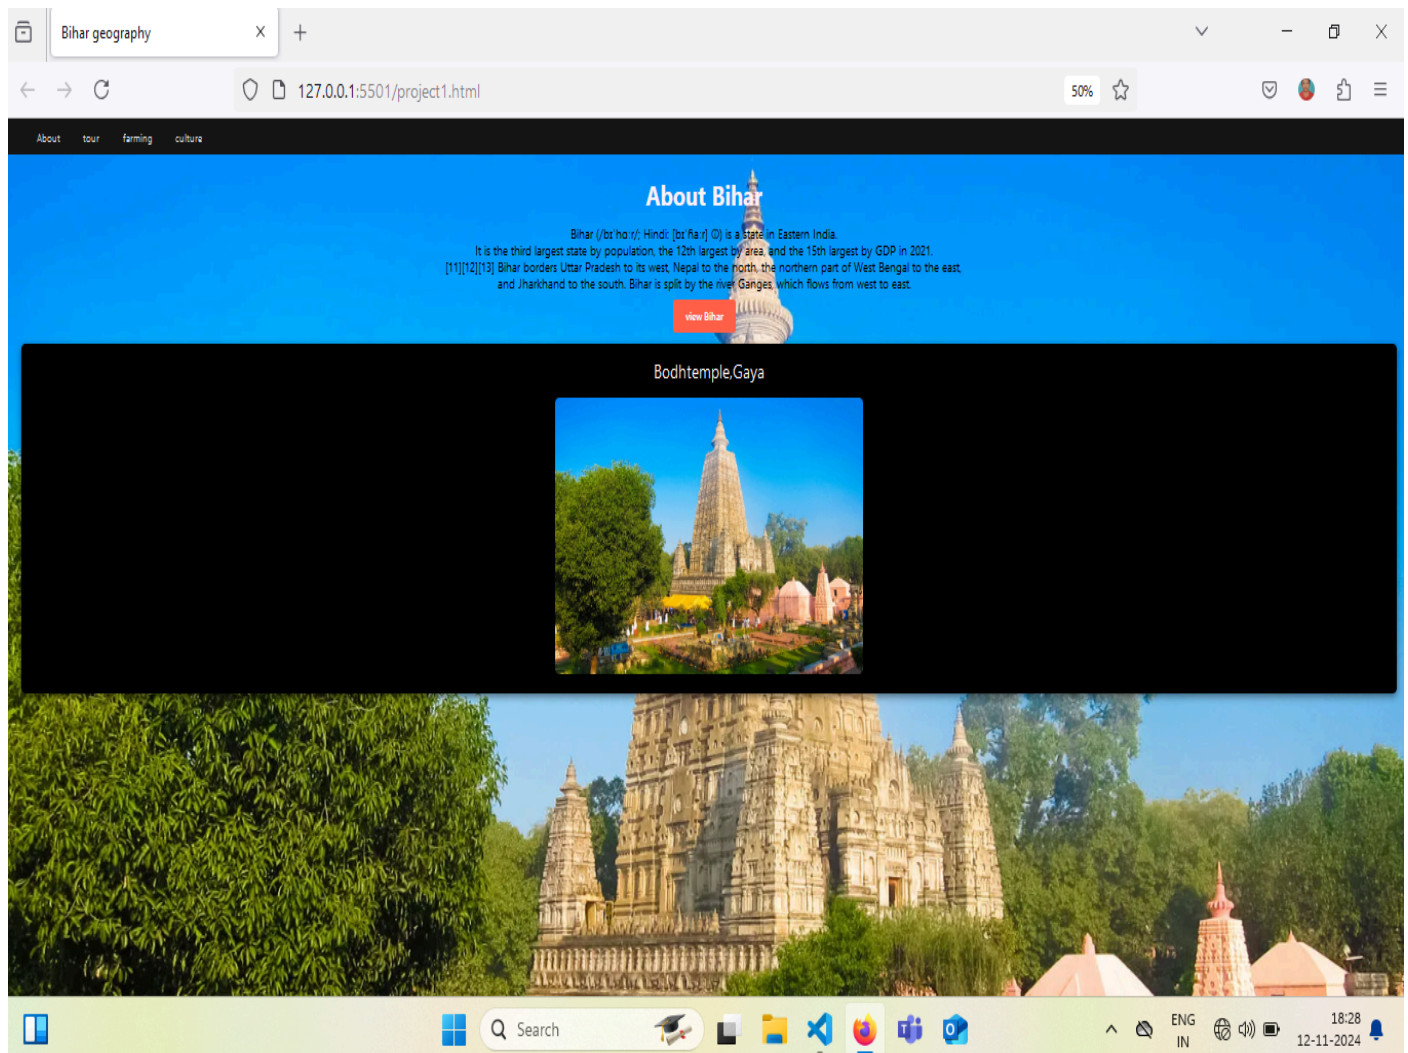 Bihar geography
127.0.0.1:5501/project1.html
50%
About tour farming culture
About Bihar
Bihar (/bɪˈhɑːr/; Hindi: [bɪˈɦaːr] ⓘ) is a state in Eastern India.
It is the third largest state by population, the 12th largest by area, and the 15th largest by GDP in 2021.
[11][12][13] Bihar borders Uttar Pradesh to its west, Nepal to the north, the northern part of West Bengal to the east,
and Jharkhand to the south. Bihar is split by the river Ganges, which flows from west to east.
view Bihar
Bodhtemple,Gaya
Search
ENG
IN
18:28
12-11-2024